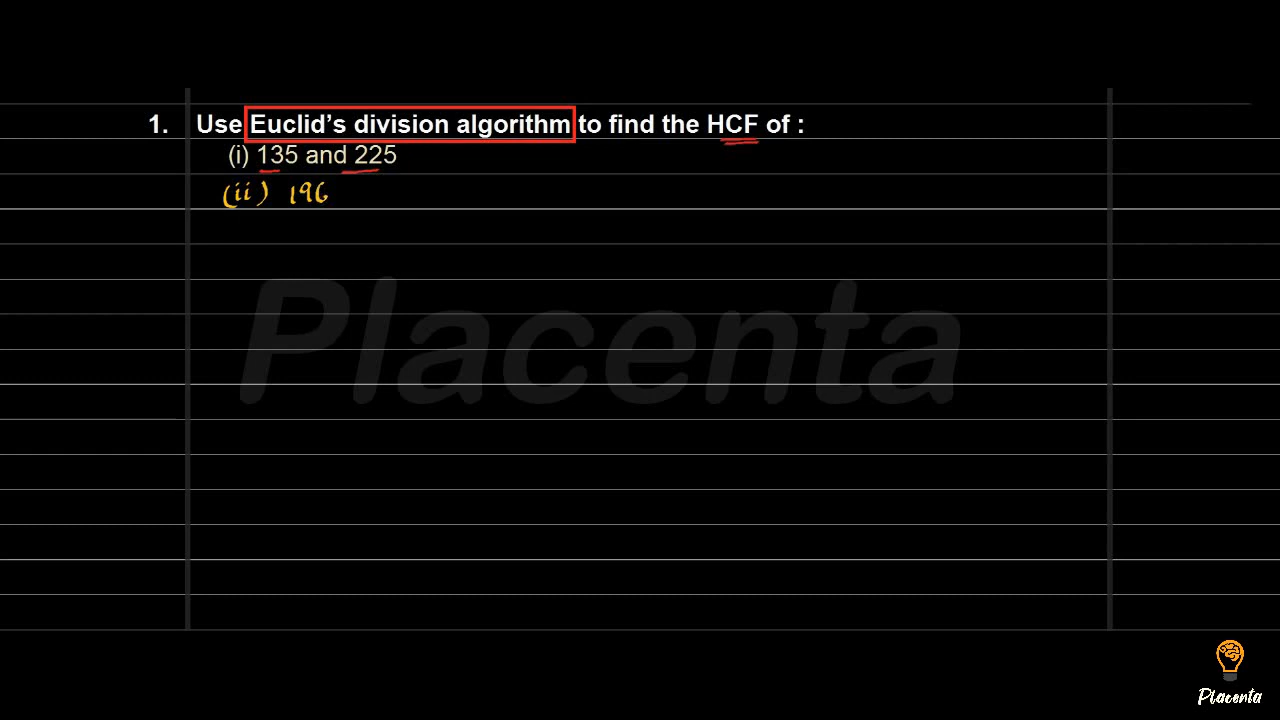 1. Use Euclid's division algorithm to find the HCF of :
(i) 135 and 225
(ii) 196
Placenta
Placenta